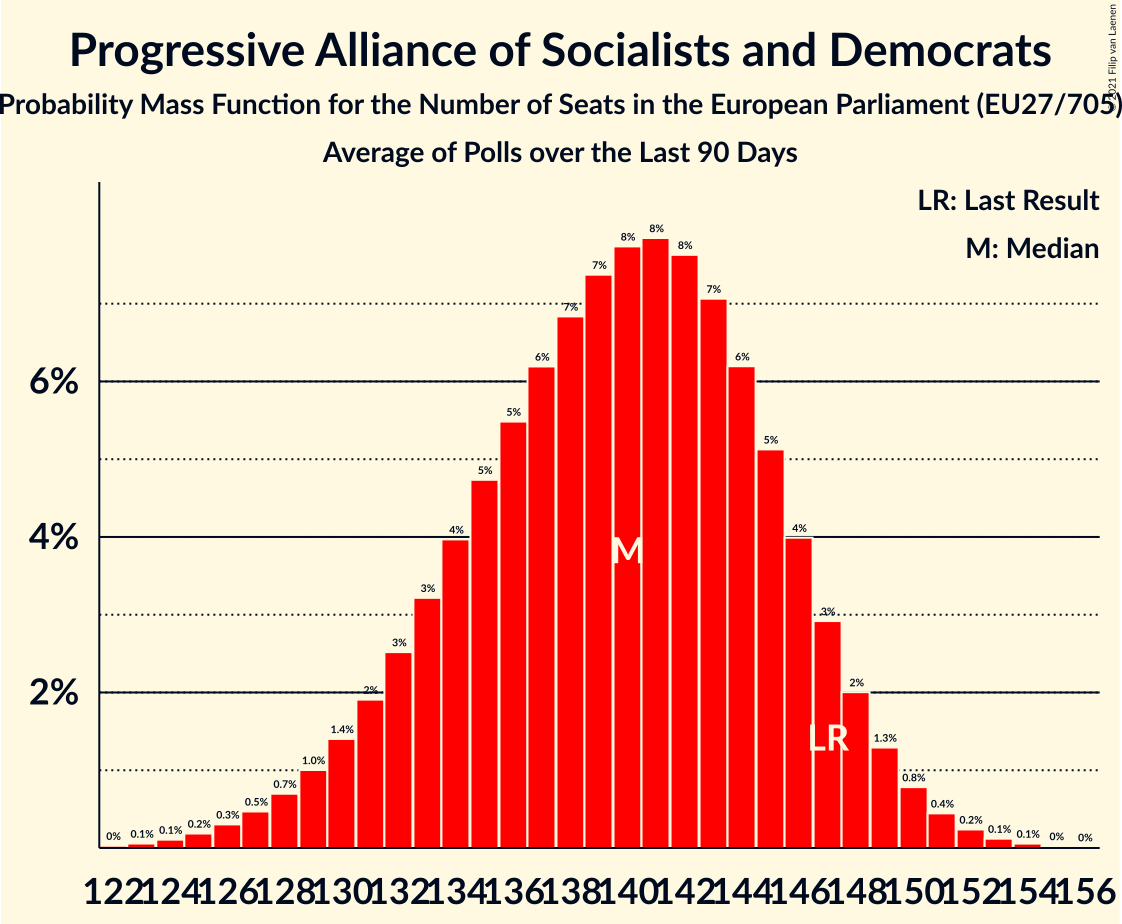 © 2021 Filip van Laenen
Progressive Alliance of Socialists and Democrats
Probability Mass Function for the Number of Seats in the European Parliament (EU27/705)
Average of Polls over the Last 90 Days
LR: Last Result
M: Median
6%
4%
2%
0% 0.1% 0.1% 0.2% 0.3% 0.5% 0.7% 1.0% 1.4% 2% 3% 3% 4% 5% 5% 6% 7% 7% 8% 8% 8% 7% 6% 5% 4% 3% 2% 1.3% 0.8% 0.4% 0.2% 0.1% 0.1% 0% 0%
M
LR
122 124 126 128 130 132 134 136 138 140 142 144 146 148 150 152 154 156